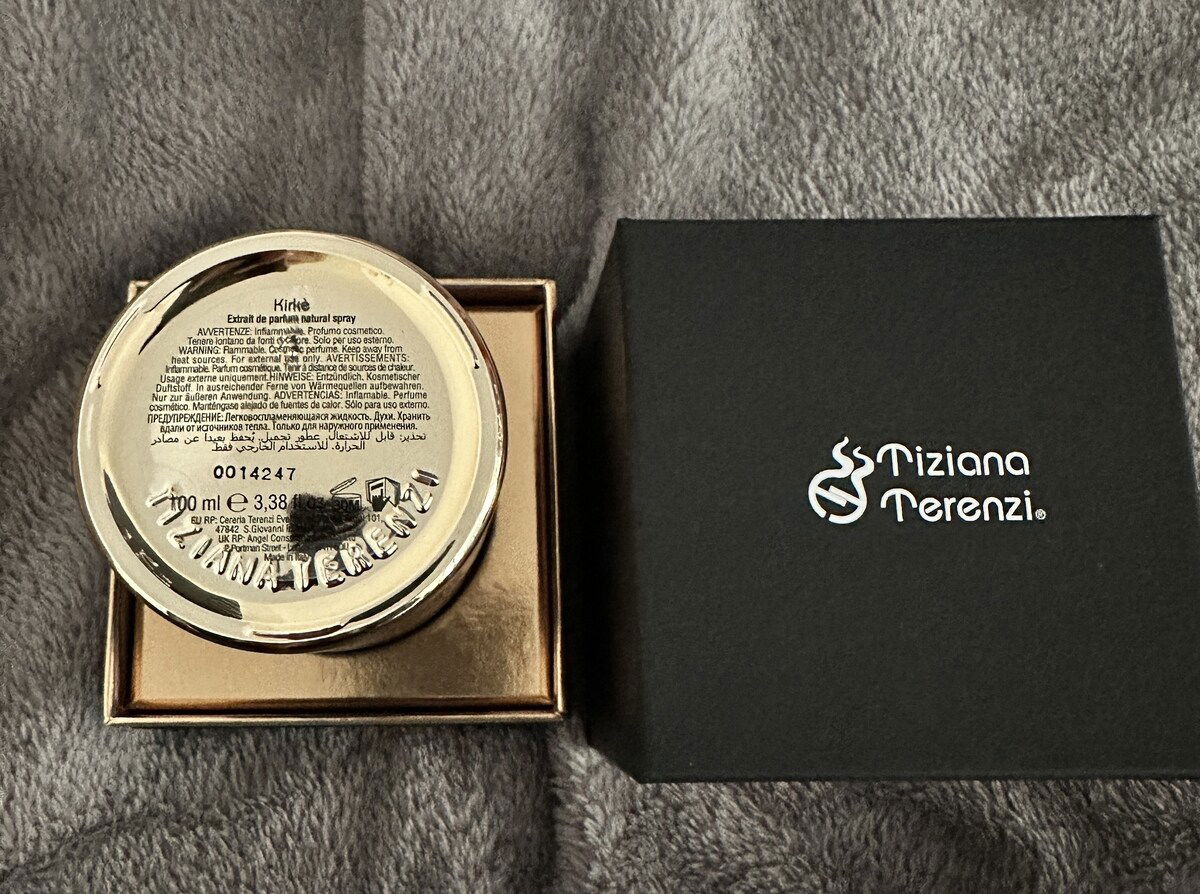 Kirkè
Extrait de parfum natural spray
AVVERTENZE: Infiammabile. Profumo cosmetico.
Tenere lontano da fonti di calore. Solo per uso esterno.
WARNING: Flammable. Cosmetic perfume. Keep away from
heat sources. For external use only. AVERTISSEMENTS:
Inflammable. Parfum cosmétique. Tenir à distance de sources de chaleur.
Usage externe uniquement. HINWEISE: Entzündlich. Kosmetischer
Duftstoff. In ausreichender Ferne von Wärmequellen aufbewahren.
Nur zur äußeren Anwendung. ADVERTENCIAS: Inflamable. Perfume
cosmético. Manténgase alejado de fuentes de calor. Sólo para uso externo.
ПРЕДУПРЕЖДЕНИЕ: Легковоспламеняющаяся жидкость. Духи. Хранить
вдали от источников тепла. Только для наружного применения.
تحذير: قابل للاشتعال. عطور تجميل. يُحفظ بعيدا عن مصادر
الحرارة. للاستخدام الخارجي فقط.
0014247
100 ml e 3,38 fl.oz.
EU RP: Cereria Terenzi 101,
47842 S.Giovanni
UK RP: Angel
Portman Street
Made in
TIZIANA TERENZI
Tiziana
Terenzi®